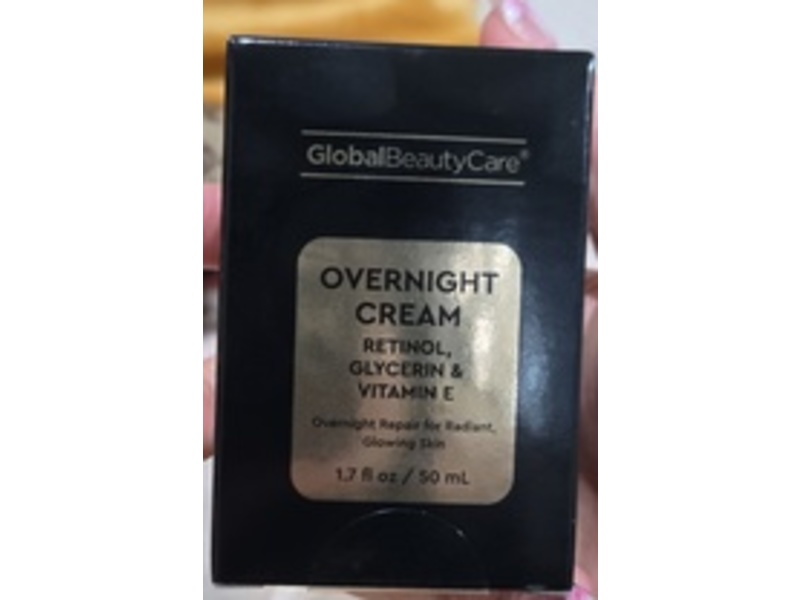 GlobalBeautyCare®
OVERNIGHT
CREAM
RETINOL,
GLYCERIN &
VITAMIN E
Overnight Repair for Radiant,
Glowing Skin
1.7 fl oz / 50 mL